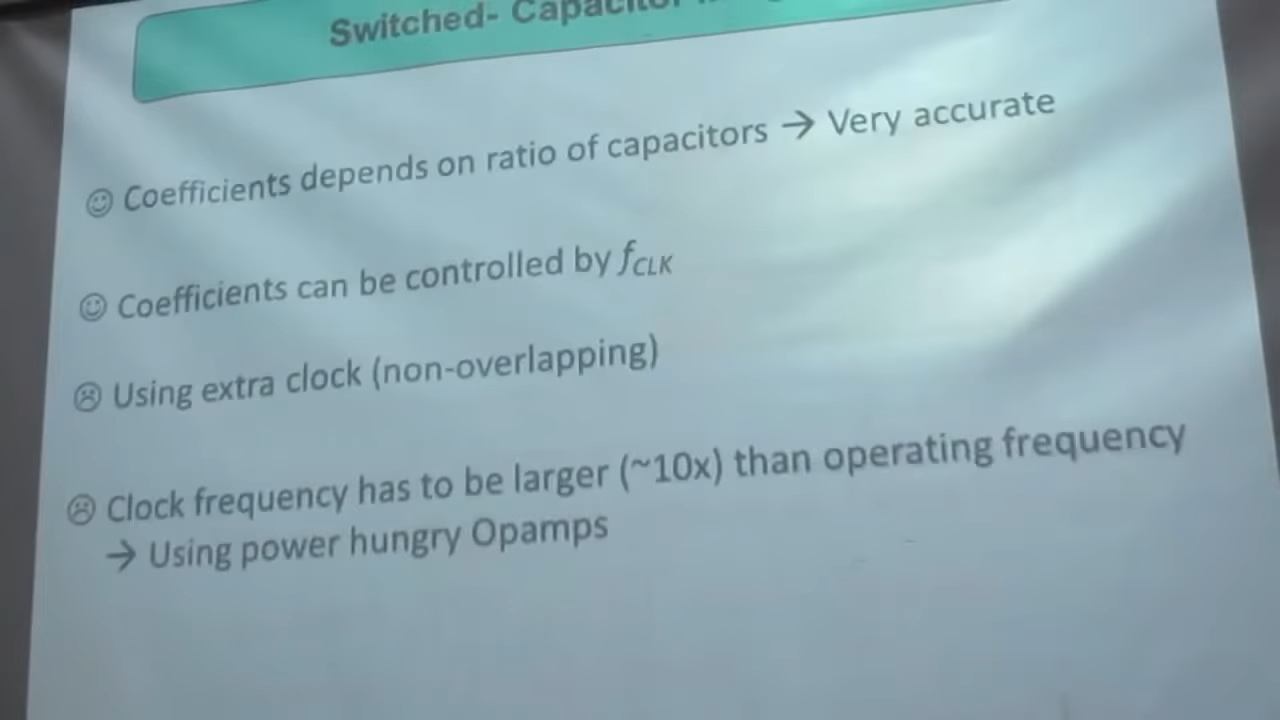 Switched- Capacitor
☺ Coefficients depends on ratio of capacitors → Very accurate
☺ Coefficients can be controlled by fCLK
☹ Using extra clock (non-overlapping)
☹ Clock frequency has to be larger (~10x) than operating frequency
→ Using power hungry Opamps